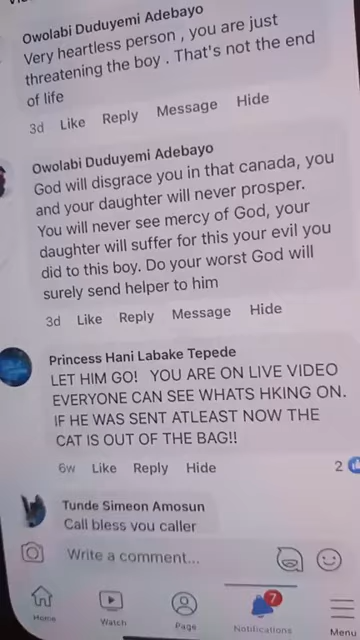 Owolabi Duduyemi Adebayo
Very heartless person , you are just
threatening the boy . That's not the end
of life
3d Like Reply Message Hide
Owolabi Duduyemi Adebayo
God will disgrace you in that canada, you
and your daughter will never prosper.
You will never see mercy of God, your
daughter will suffer for this your evil you
did to this boy. Do your worst God will
surely send helper to him
3d Like Reply Message Hide
Princess Hani Labake Tepede
LET HIM GO! YOU ARE ON LIVE VIDEO
EVERYONE CAN SEE WHATS HKING ON.
IF HE WAS SENT ATLEAST NOW THE
CAT IS OUT OF THE BAG!!
6w Like Reply Hide 2
Tunde Simeon Amosun
Call bless you caller
Write a comment...
7
Home Watch Page Notifications Menu